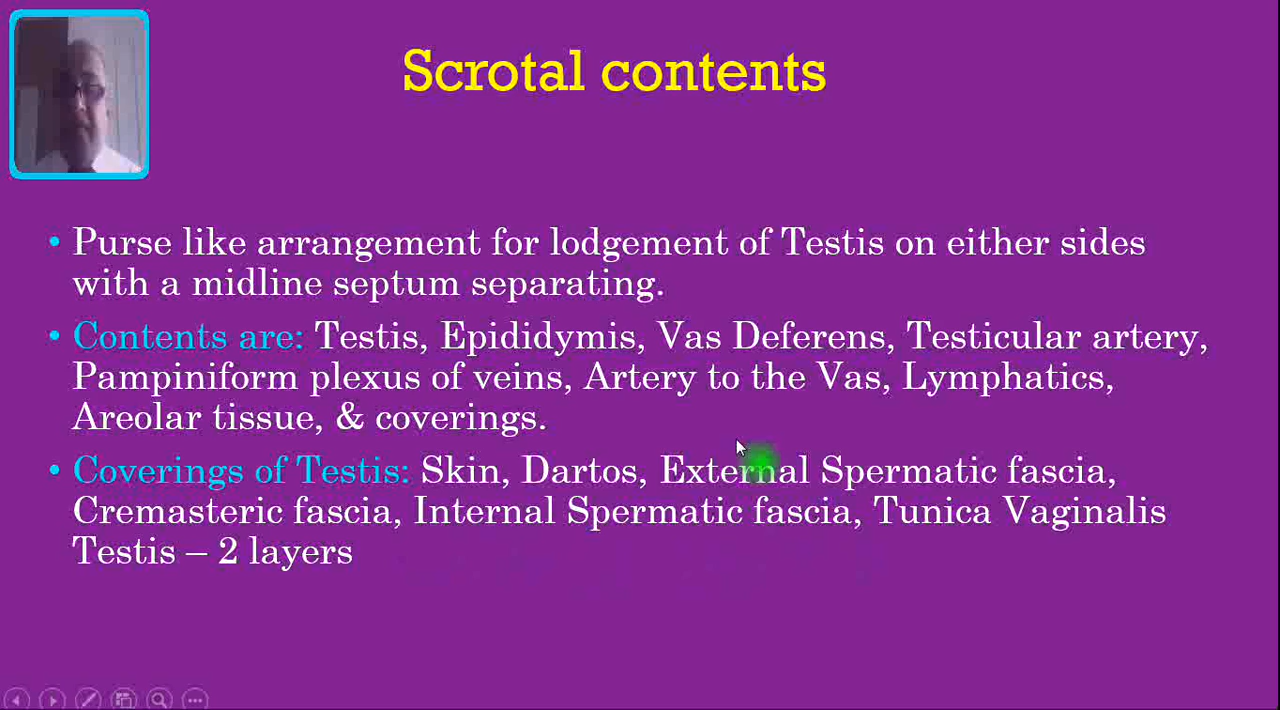 Scrotal contents
• Purse like arrangement for lodgement of Testis on either sides
with a midline septum separating.
• Contents are: Testis, Epididymis, Vas Deferens, Testicular artery,
Pampiniform plexus of veins, Artery to the Vas, Lymphatics,
Areolar tissue, & coverings.
• Coverings of Testis: Skin, Dartos, External Spermatic fascia,
Cremasteric fascia, Internal Spermatic fascia, Tunica Vaginalis
Testis – 2 layers